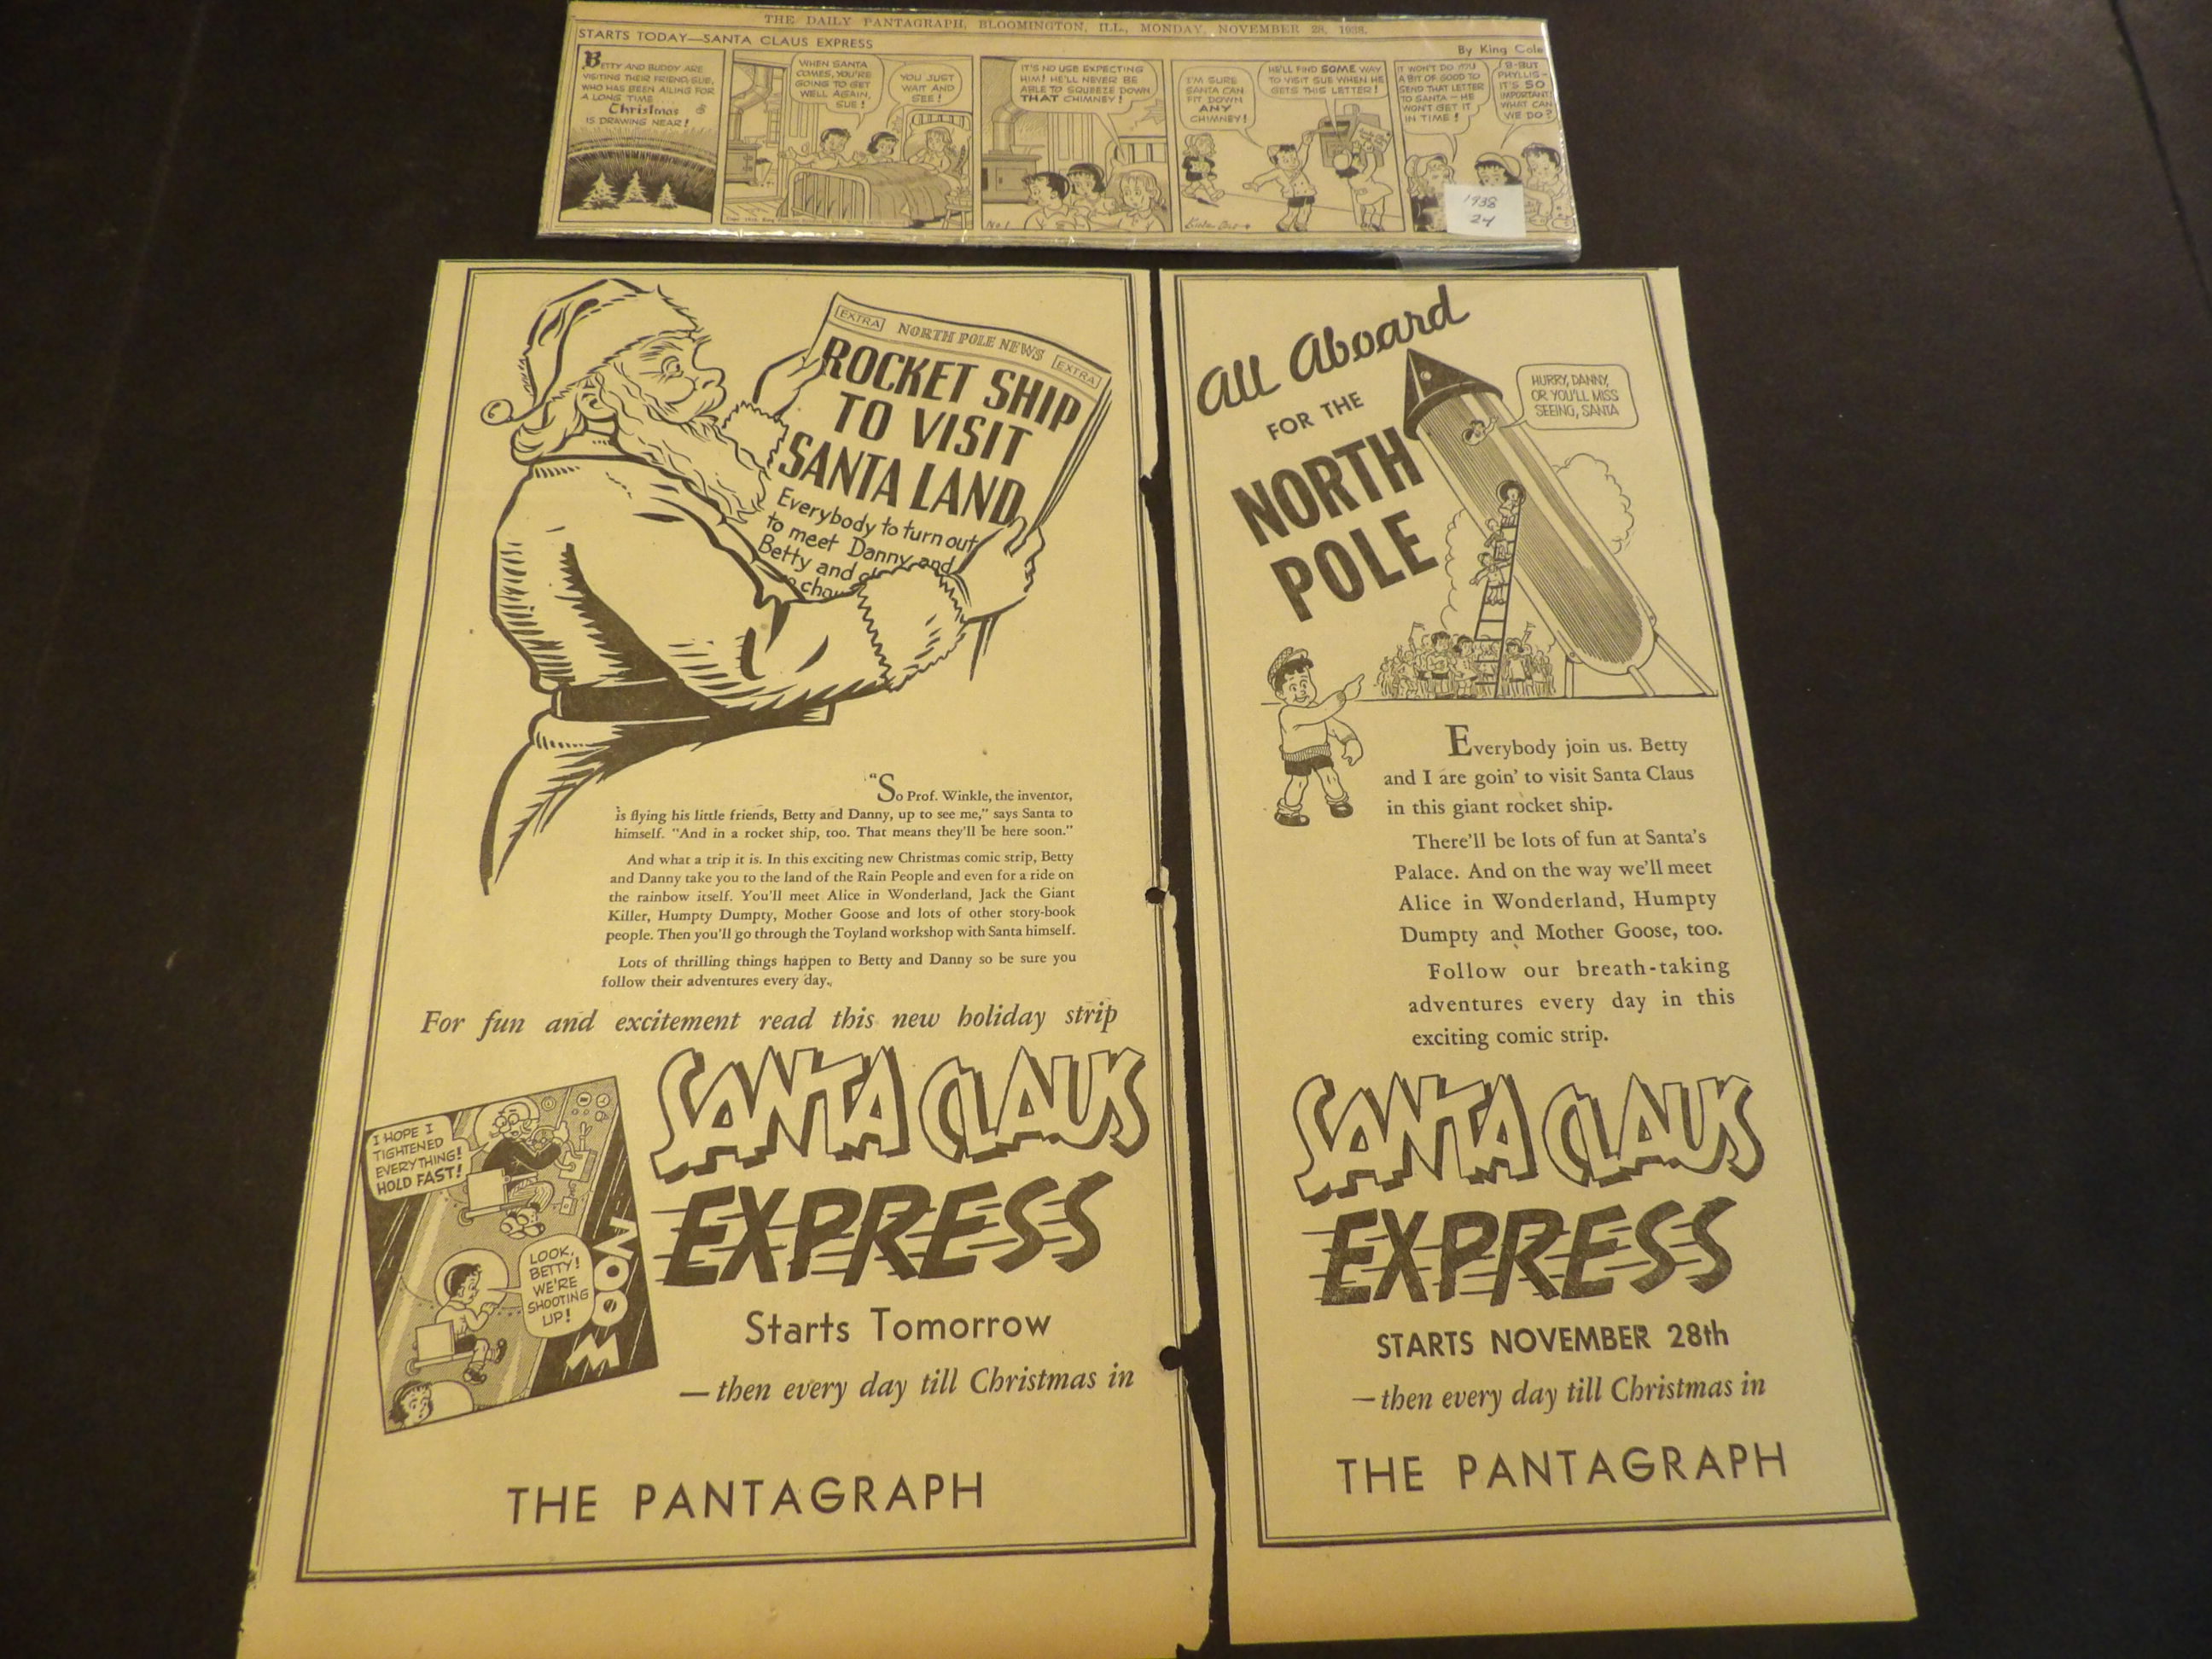 THE DAILY PANTAGRAPH, BLOOMINGTON, ILL., MONDAY, NOVEMBER 28, 1938.
STARTS TODAY—SANTA CLAUS EXPRESS
By King Cole
BETTY AND BUDDY ARE
VISITING THEIR FRIEND, SUE,
WHO HAS BEEN AILING FOR
A LONG TIME....
Christmas
IS DRAWING NEAR!
WHEN SANTA
COMES, YOU'RE
GOING TO GET
WELL AGAIN,
SUE!
YOU JUST
WAIT AND
SEE!
IT'S NO USE EXPECTING
HIM! HE'LL NEVER BE
ABLE TO SQUEEZE DOWN
THAT CHIMNEY!
No. 1
I'M SURE
SANTA CAN
FIT DOWN
ANY
CHIMNEY!
HE'LL FIND SOME WAY
TO VISIT SUE WHEN HE
GETS THIS LETTER!
IT WON'T DO YOU
A BIT OF GOOD TO
SEND THAT LETTER
TO SANTA - HE
WON'T GET IT
IN TIME!
B-BUT
PHYLLIS-
IT'S SO
IMPORTANT!
WHAT CAN
WE DO?
1938
24
EXTRA NORTH POLE NEWS EXTRA
ROCKET SHIP
TO VISIT
SANTA LAND
Everybody to turn out
to meet Danny and
Betty and
"So Prof. Winkle, the inventor,
is flying his little friends, Betty and Danny, up to see me," says Santa to
himself. "And in a rocket ship, too. That means they'll be here soon."
And what a trip it is. In this exciting new Christmas comic strip, Betty
and Danny take you to the land of the Rain People and even for a ride on
the rainbow itself. You'll meet Alice in Wonderland, Jack the Giant
Killer, Humpty Dumpty, Mother Goose and lots of other story-book
people. Then you'll go through the Toyland workshop with Santa himself.
Lots of thrilling things happen to Betty and Danny so be sure you
follow their adventures every day.
For fun and excitement read this new holiday strip
I HOPE I
TIGHTENED
EVERYTHING!
HOLD FAST!
LOOK,
BETTY!
WE'RE
SHOOTING
UP!
SANTA CLAUS
EXPRESS
Starts Tomorrow
—then every day till Christmas in
THE PANTAGRAPH
All Aboard
FOR THE
NORTH
POLE
HURRY, DANNY,
OR YOU'LL MISS
SEEING, SANTA
Everybody join us. Betty
and I are goin' to visit Santa Claus
in this giant rocket ship.
There'll be lots of fun at Santa's
Palace. And on the way we'll meet
Alice in Wonderland, Humpty
Dumpty and Mother Goose, too.
Follow our breath-taking
adventures every day in this
exciting comic strip.
SANTA CLAUS
EXPRESS
STARTS NOVEMBER 28th
—then every day till Christmas in
THE PANTAGRAPH